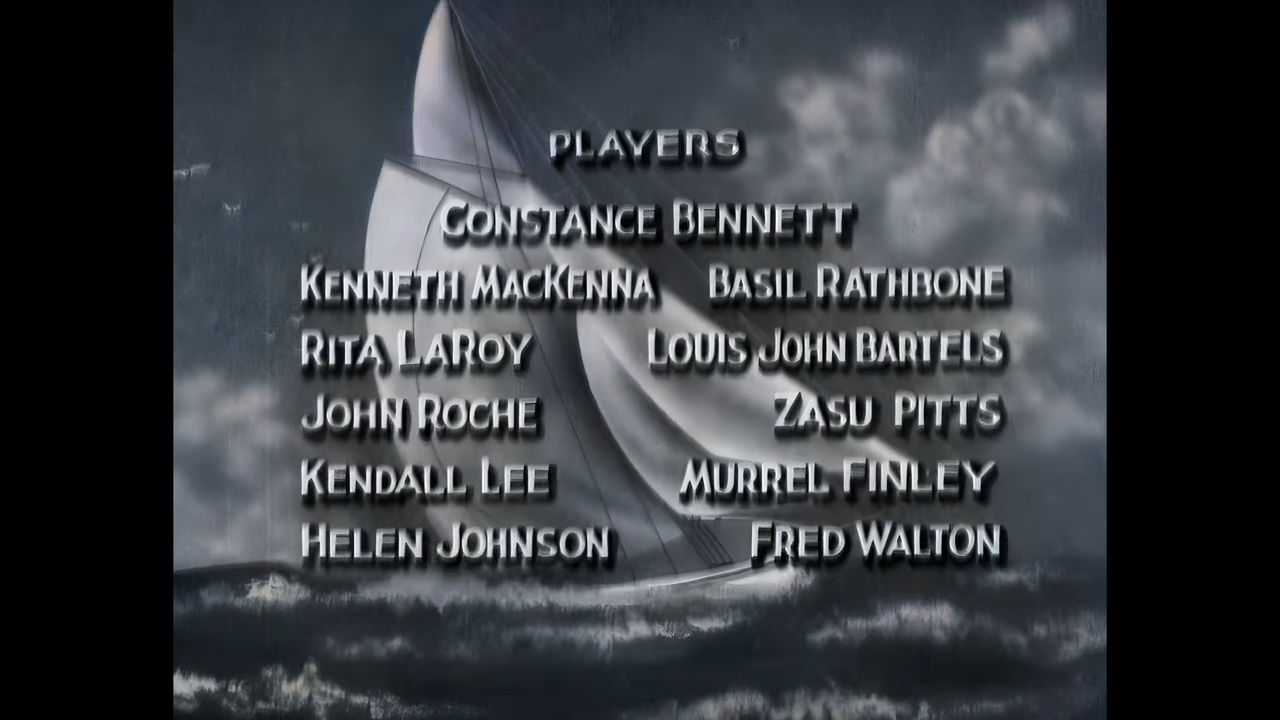 PLAYERS
CONSTANCE BENNETT
KENNETH MACKENNA BASIL RATHBONE
RITA LAROY LOUIS JOHN BARTELS
JOHN ROCHE ZASU PITTS
KENDALL LEE MURREL FINLEY
HELEN JOHNSON FRED WALTON